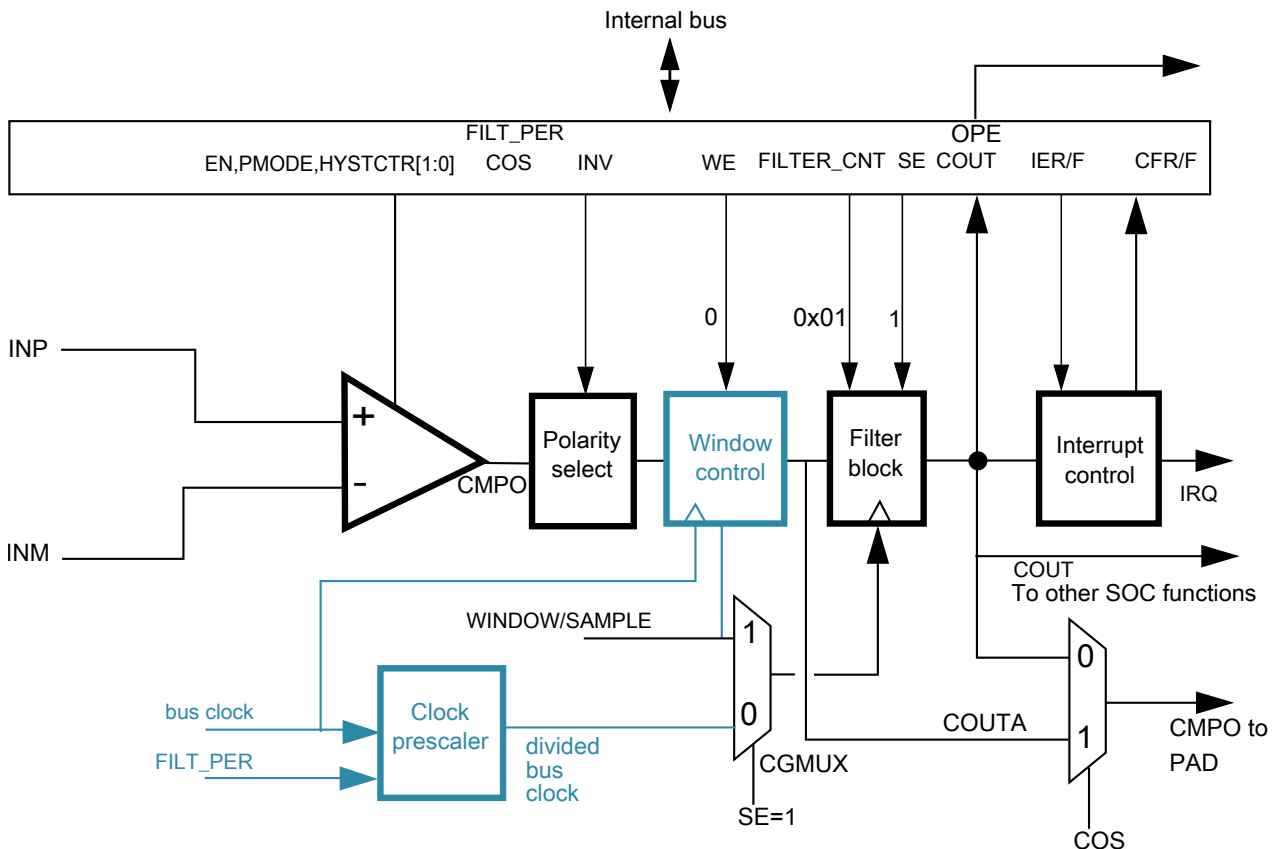 Internal bus
FILT_PER
OPE
EN,PMODE,HYSTCTR[1:0]
COS
INV
WE
FILTER_CNT
SE
COUT
IER/F
CFR/F
0
0x01
1
INP
+
-
INM
CMPO
Polarity
select
Window
control
Filter
block
Interrupt
control
IRQ
COUT
To other SOC functions
WINDOW/SAMPLE
1
0
0
1
bus clock
FILT_PER
Clock
prescaler
divided
bus
clock
CGMUX
SE=1
COUTA
CMPO to
PAD
COS